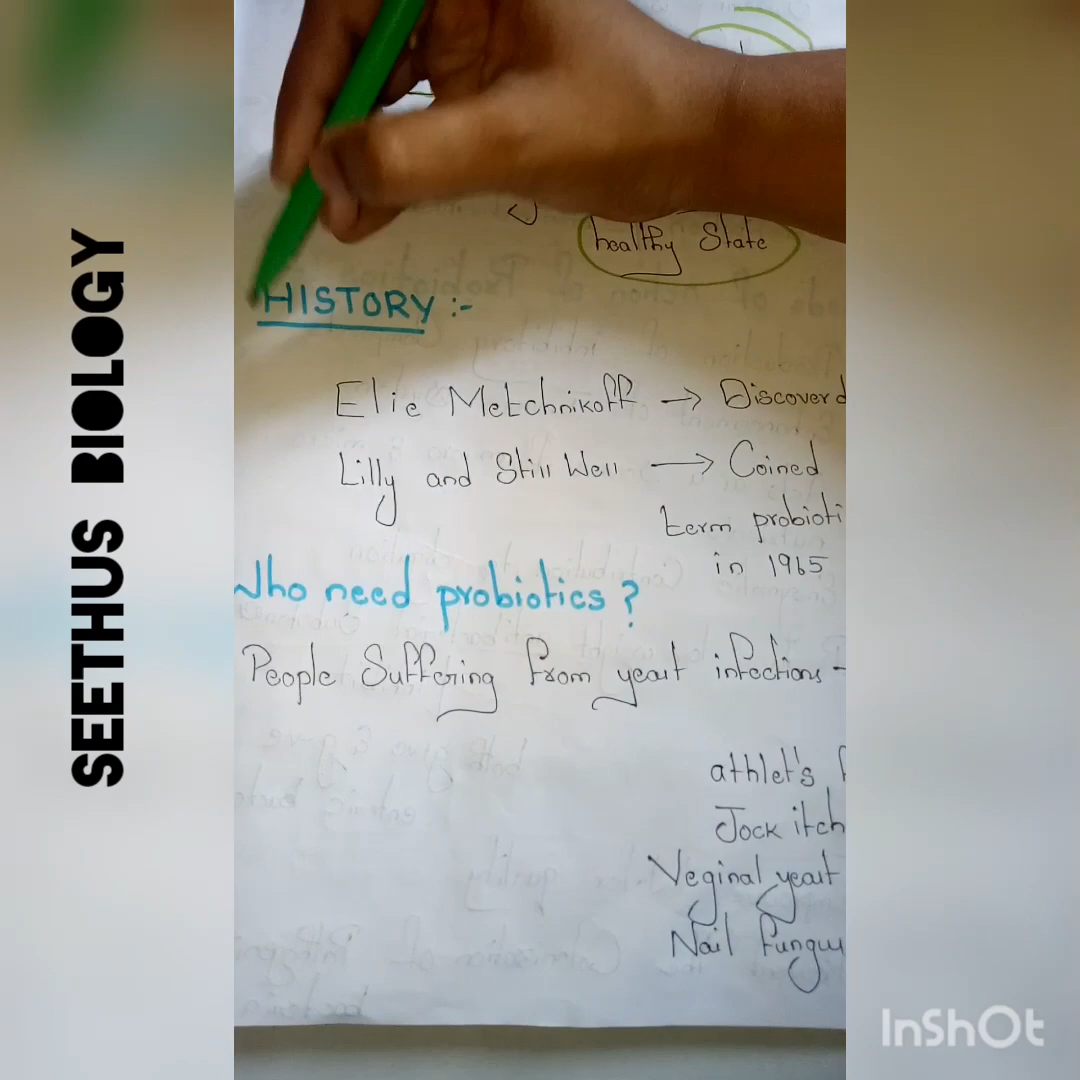 SEETHUS BIOLOGY
healthy State
HISTORY :-
Elie Metchnikoff → Discoverd
Lilly and Still Well → Coined
term probioti
in 1965
Who need probiotics ?
People Suffering from yeast infections -
athlet's
Jock itch
Veginal yeast
Nail fungus
InShOt